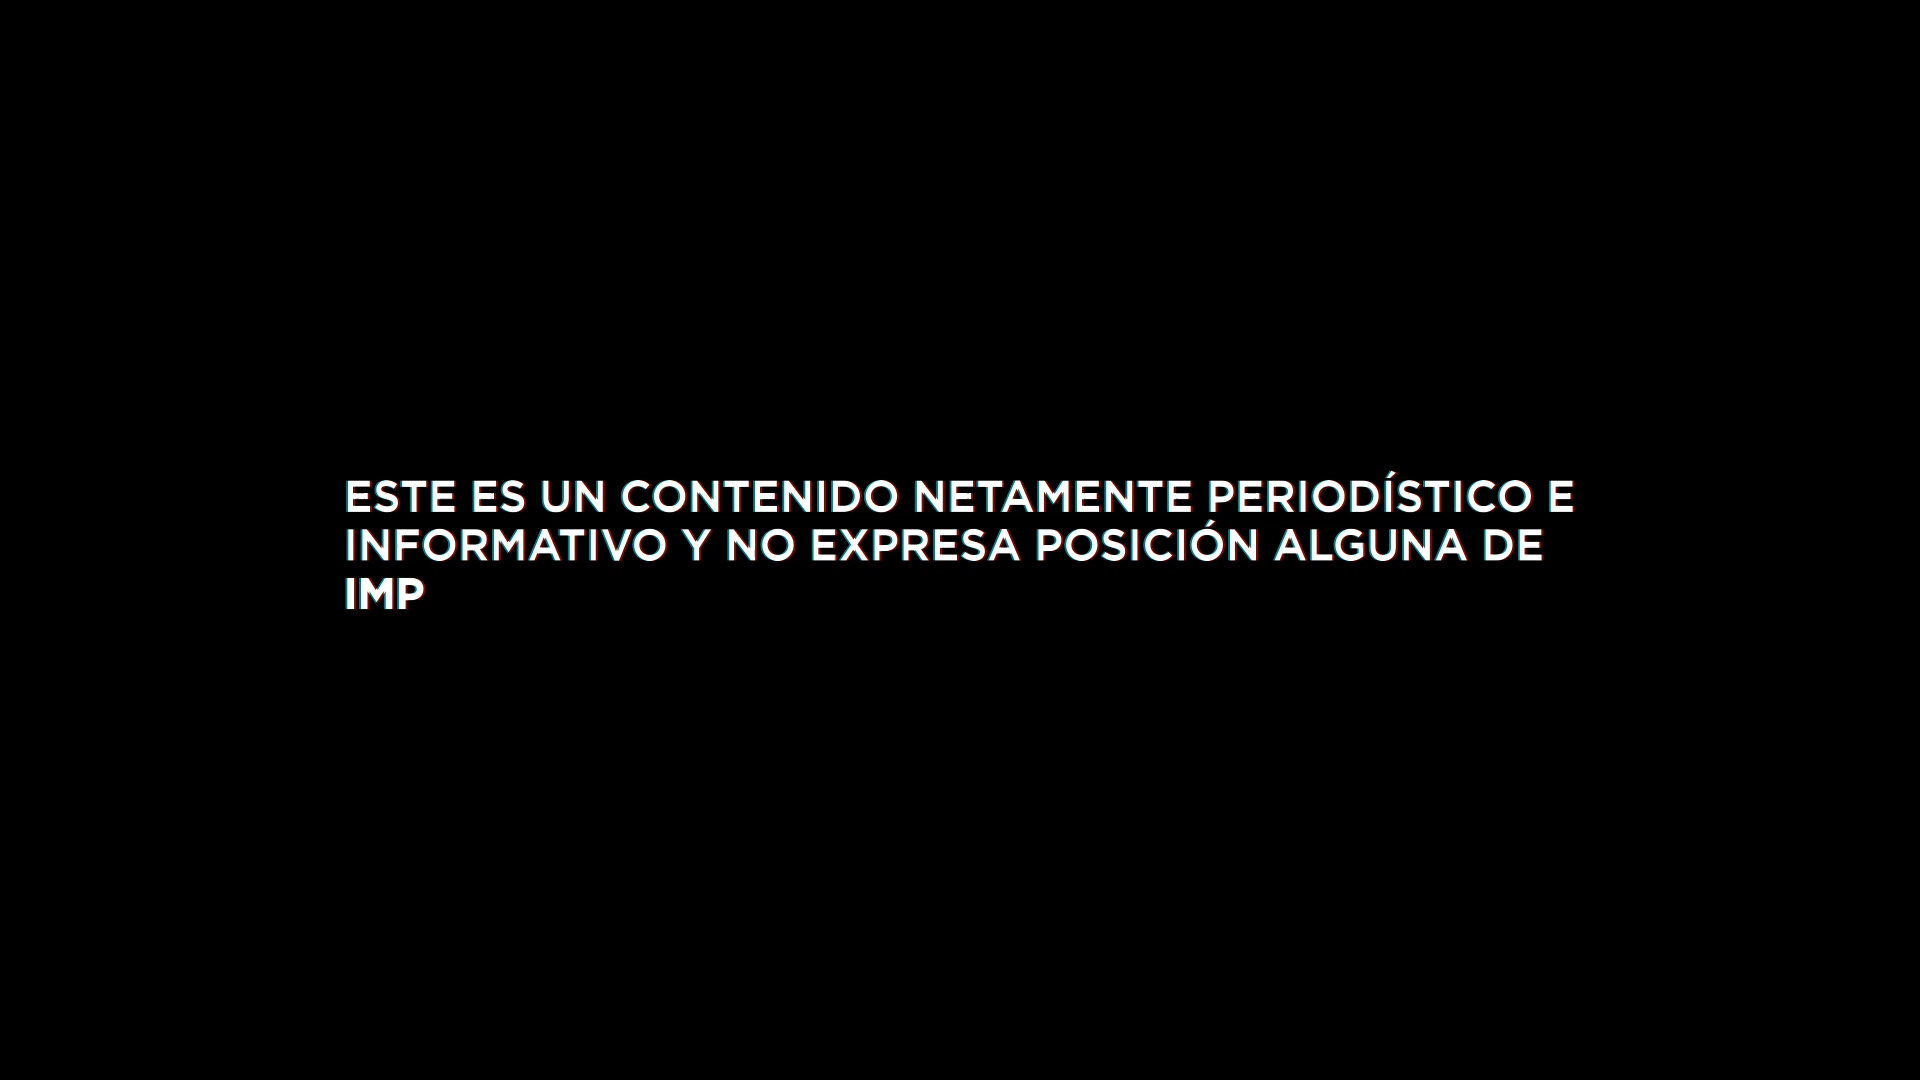 ESTE ES UN CONTENIDO NETAMENTE PERIODÍSTICO E
INFORMATIVO Y NO EXPRESA POSICIÓN ALGUNA DE
IMP